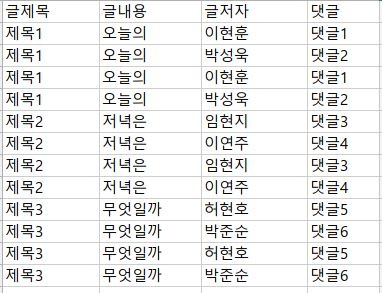 글제목 글내용 글저자 댓글
제목1 오늘의 이현훈 댓글1
제목1 오늘의 박성욱 댓글2
제목1 오늘의 이현훈 댓글1
제목1 오늘의 박성욱 댓글2
제목2 저녁은 임현지 댓글3
제목2 저녁은 이연주 댓글4
제목2 저녁은 임현지 댓글3
제목2 저녁은 이연주 댓글4
제목3 무엇일까 허현호 댓글5
제목3 무엇일까 박준순 댓글6
제목3 무엇일까 허현호 댓글5
제목3 무엇일까 박준순 댓글6